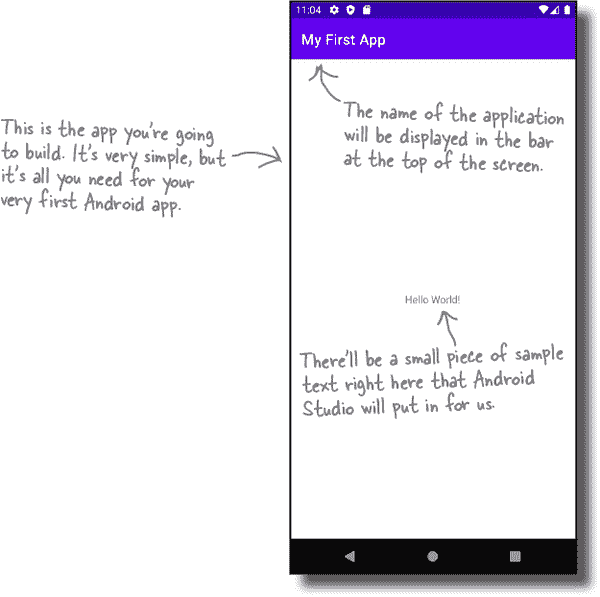 11:04
My First App
The name of the application
will be displayed in the bar
at the top of the screen.
This is the app you're going
to build. It's very simple, but
it's all you need for your
very first Android app.
Hello World!
There'll be a small piece of sample
text right here that Android
Studio will put in for us.